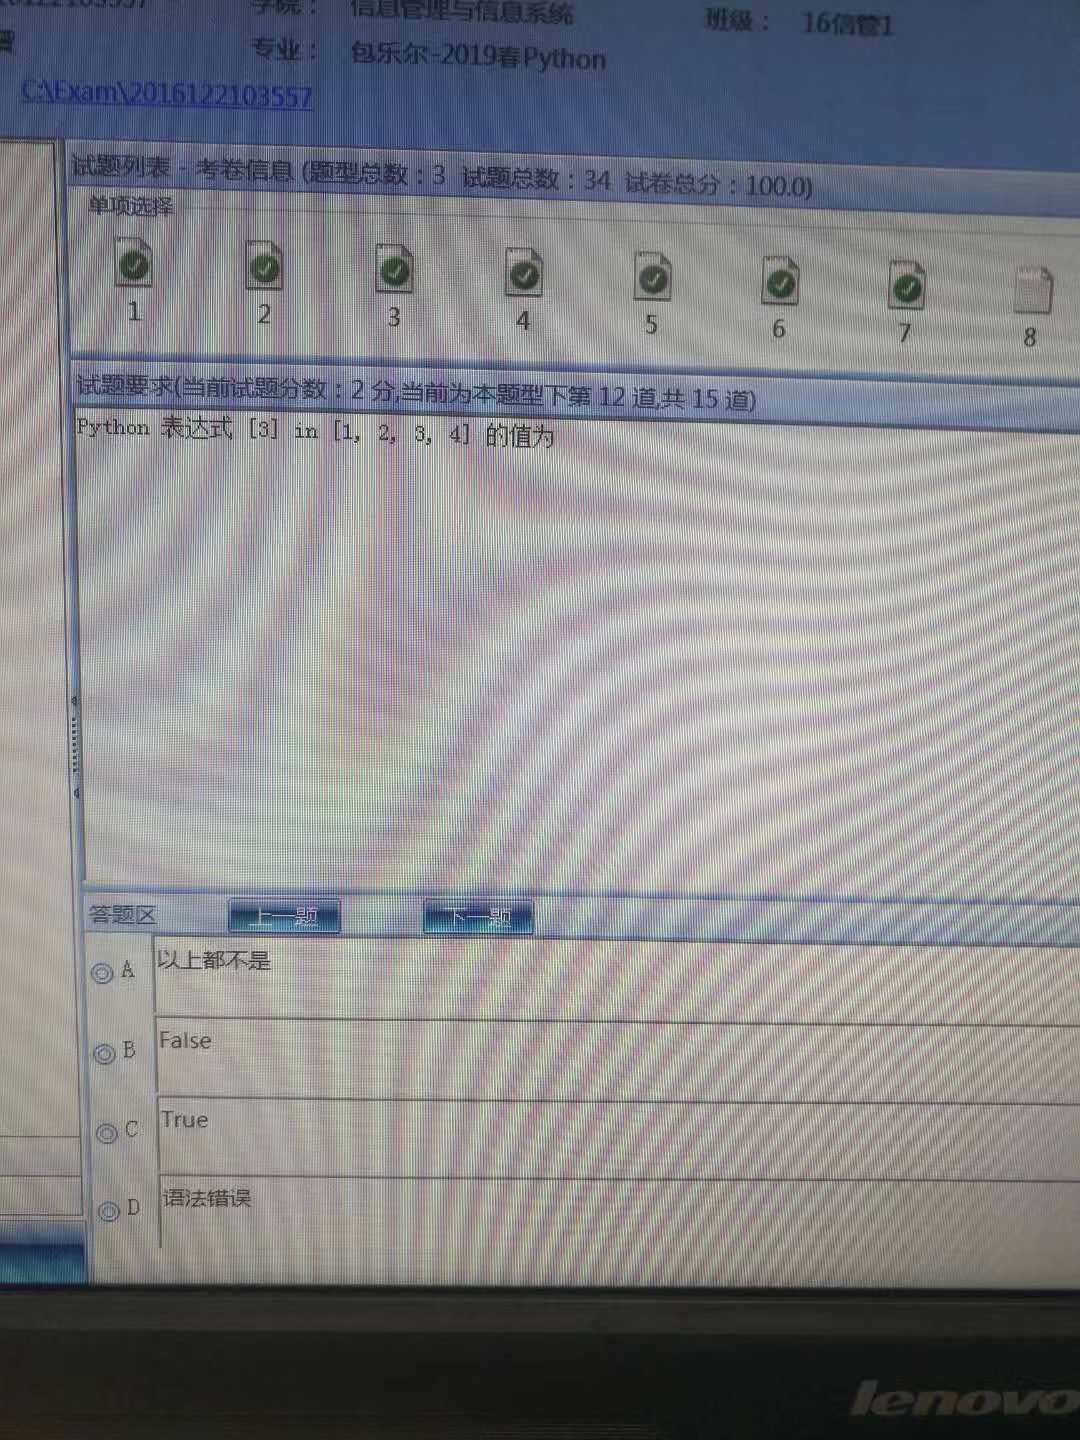 学院： 信息管理与信息系统 班级： 16信管1
专业： 包乐尔-2019春Python
C:\Exam\2016122103557
试题列表 - 考卷信息 (题型总数：3 试题总数：34 试卷总分：100.0)
单项选择
1 2 3 4 5 6 7 8
试题要求(当前试题分数：2 分,当前为本题型下第 12 道,共 15 道)
Python 表达式 [3] in [1, 2, 3, 4] 的值为
答题区 上一题 下一题
A 以上都不是
B False
C True
D 语法错误
lenovo